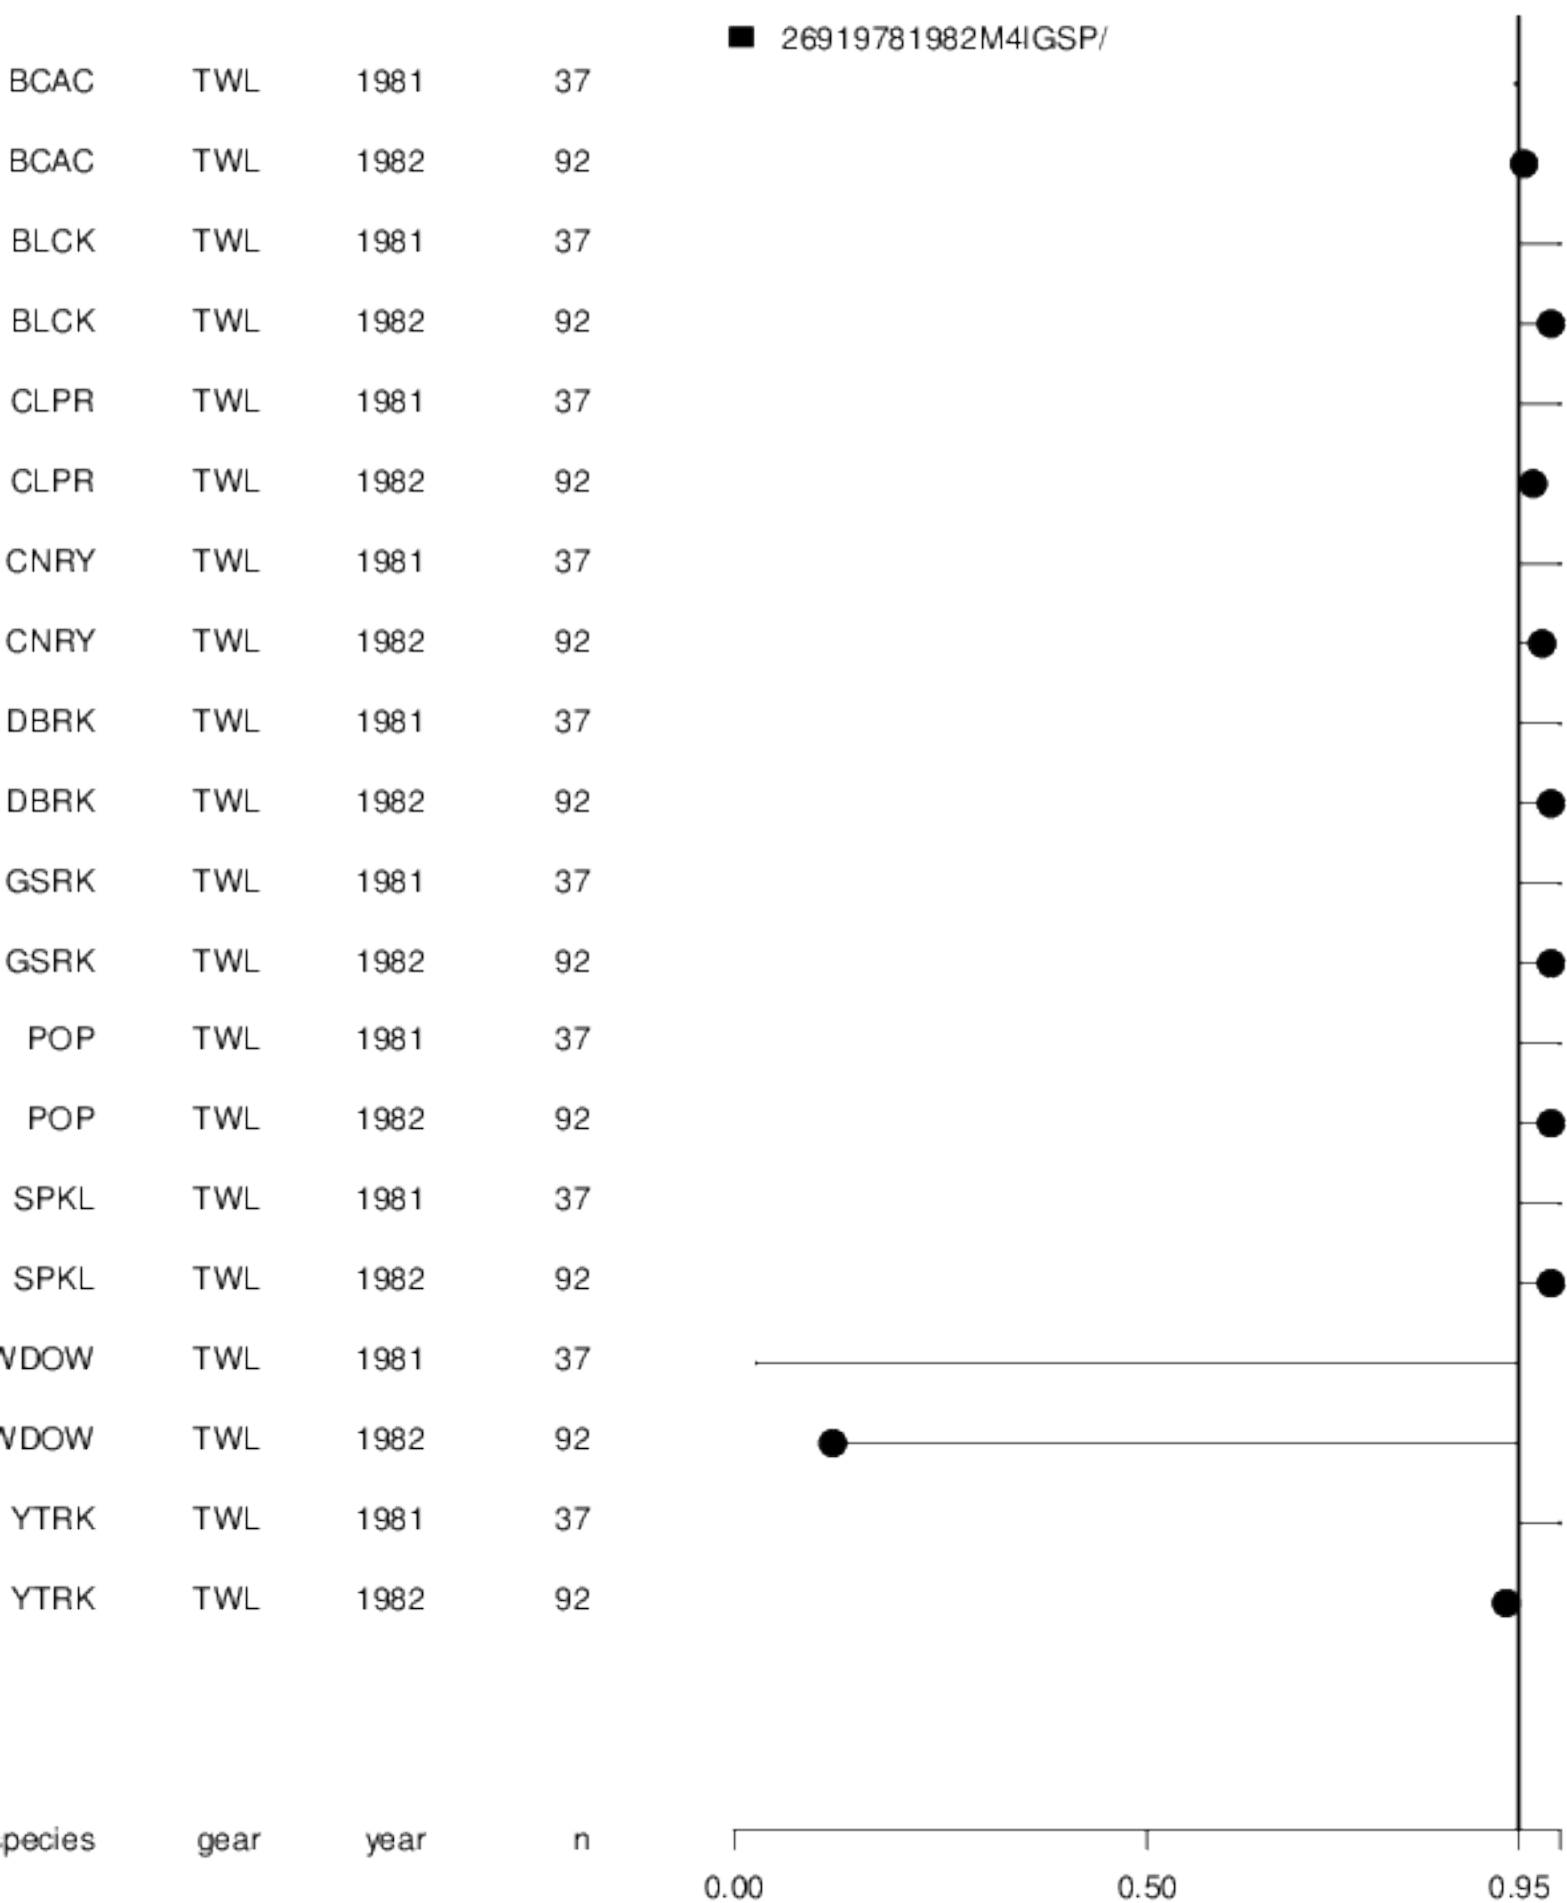 26919781982M4IGSP/
BCAC TWL 1981 37
BCAC TWL 1982 92
BLCK TWL 1981 37
BLCK TWL 1982 92
CLPR TWL 1981 37
CLPR TWL 1982 92
CNRY TWL 1981 37
CNRY TWL 1982 92
DBRK TWL 1981 37
DBRK TWL 1982 92
GSRK TWL 1981 37
GSRK TWL 1982 92
POP TWL 1981 37
POP TWL 1982 92
SPKL TWL 1981 37
SPKL TWL 1982 92
WDOW TWL 1981 37
WDOW TWL 1982 92
YTRK TWL 1981 37
YTRK TWL 1982 92
pecies gear year n
0.00 0.50 0.95